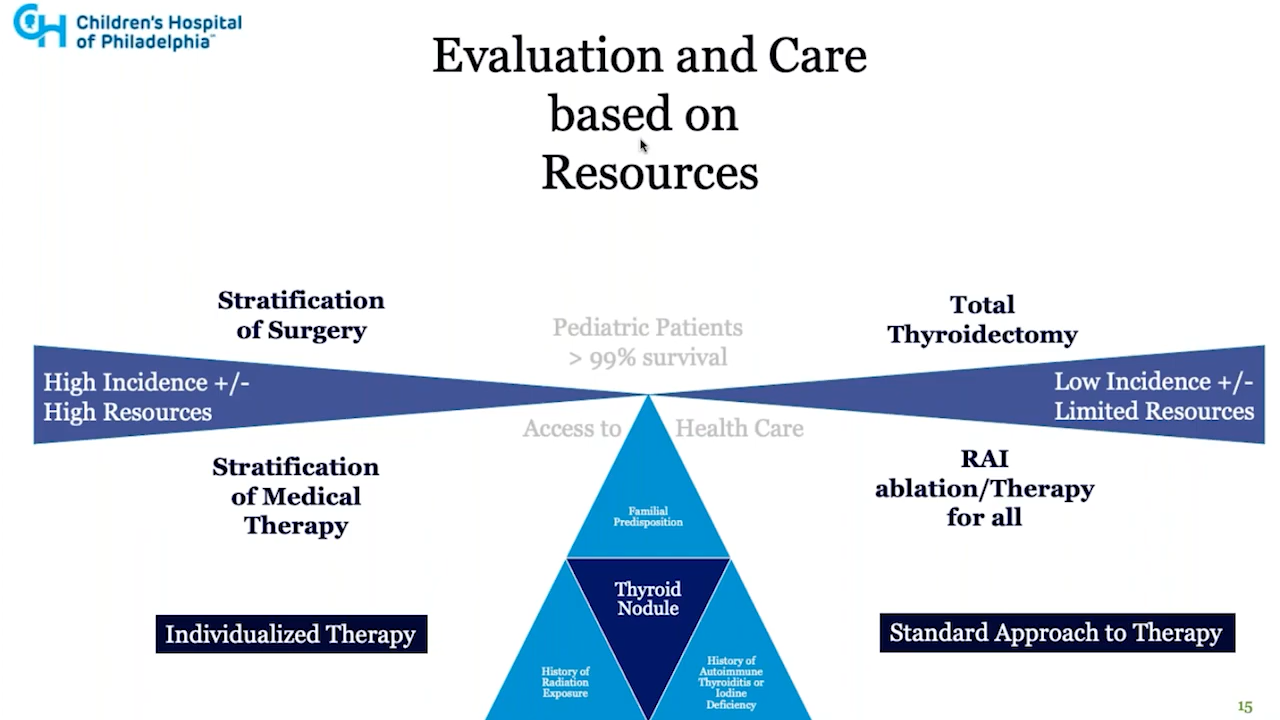 Children's Hospital
of Philadelphia™
Evaluation and Care
based on
Resources
Stratification
of Surgery
High Incidence +/-
High Resources
Stratification
of Medical
Therapy
Individualized Therapy
Pediatric Patients
> 99% survival
Access to Health Care
Familial
Predisposition
Thyroid
Nodule
History of
Radiation
Exposure
History of
Autoimmune
Thyroiditis or
Iodine
Deficiency
Total
Thyroidectomy
Low Incidence +/-
Limited Resources
RAI
ablation/Therapy
for all
Standard Approach to Therapy
15